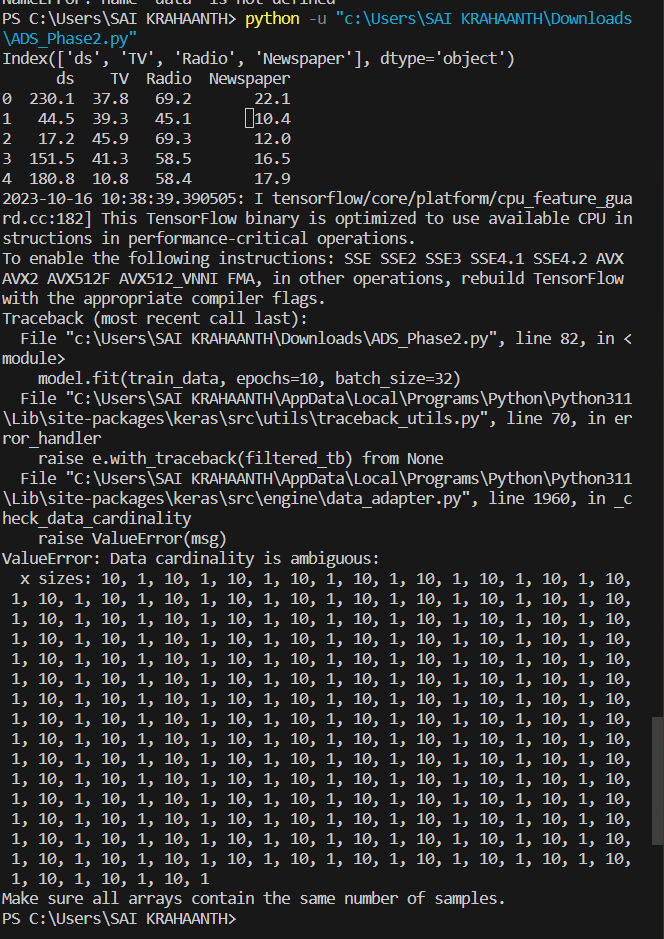 NameError: name 'data' is not defined
PS C:\Users\SAI KRAHAANTH> python -u "c:\Users\SAI KRAHAANTH\Downloads
\ADS_Phase2.py"
Index(['ds', 'TV', 'Radio', 'Newspaper'], dtype='object')
      ds    TV  Radio  Newspaper
0  230.1  37.8   69.2       22.1
1   44.5  39.3   45.1       10.4
2   17.2  45.9   69.3       12.0
3  151.5  41.3   58.5       16.5
4  180.8  10.8   58.4       17.9
2023-10-16 10:38:39.390505: I tensorflow/core/platform/cpu_feature_gua
rd.cc:182] This TensorFlow binary is optimized to use available CPU in
structions in performance-critical operations.
To enable the following instructions: SSE SSE2 SSE3 SSE4.1 SSE4.2 AVX 
AVX2 AVX512F AVX512_VNNI FMA, in other operations, rebuild TensorFlow 
with the appropriate compiler flags.
Traceback (most recent call last):
  File "c:\Users\SAI KRAHAANTH\Downloads\ADS_Phase2.py", line 82, in <
module>
    model.fit(train_data, epochs=10, batch_size=32)
  File "C:\Users\SAI KRAHAANTH\AppData\Local\Programs\Python\Python311
\Lib\site-packages\keras\src\utils\traceback_utils.py", line 70, in er
ror_handler
    raise e.with_traceback(filtered_tb) from None
  File "C:\Users\SAI KRAHAANTH\AppData\Local\Programs\Python\Python311
\Lib\site-packages\keras\src\engine\data_adapter.py", line 1960, in _c
heck_data_cardinality
    raise ValueError(msg)
ValueError: Data cardinality is ambiguous:
  x sizes: 10, 1, 10, 1, 10, 1, 10, 1, 10, 1, 10, 1, 10, 1, 10, 1, 10,
 1, 10, 1, 10, 1, 10, 1, 10, 1, 10, 1, 10, 1, 10, 1, 10, 1, 10, 1, 10,
 1, 10, 1, 10, 1, 10, 1, 10, 1, 10, 1, 10, 1, 10, 1, 10, 1, 10, 1, 10,
 1, 10, 1, 10, 1, 10, 1, 10, 1, 10, 1, 10, 1, 10, 1, 10, 1, 10, 1, 10,
 1, 10, 1, 10, 1, 10, 1, 10, 1, 10, 1, 10, 1, 10, 1, 10, 1, 10, 1, 10,
 1, 10, 1, 10, 1, 10, 1, 10, 1, 10, 1, 10, 1, 10, 1, 10, 1, 10, 1, 10,
 1, 10, 1, 10, 1, 10, 1, 10, 1, 10, 1, 10, 1, 10, 1, 10, 1, 10, 1, 10,
 1, 10, 1, 10, 1, 10, 1, 10, 1, 10, 1, 10, 1, 10, 1, 10, 1, 10, 1, 10,
 1, 10, 1, 10, 1, 10, 1, 10, 1, 10, 1, 10, 1, 10, 1, 10, 1, 10, 1, 10,
 1, 10, 1, 10, 1, 10, 1, 10, 1, 10, 1, 10, 1, 10, 1, 10, 1, 10, 1, 10,
 1, 10, 1, 10, 1, 10, 1, 10, 1, 10, 1, 10, 1, 10, 1, 10, 1, 10, 1, 10,
 1, 10, 1, 10, 1, 10, 1, 10, 1, 10, 1, 10, 1, 10, 1, 10, 1, 10, 1, 10,
 1, 10, 1, 10, 1, 10, 1, 10, 1, 10, 1, 10, 1, 10, 1, 10, 1, 10, 1, 10,
 1, 10, 1, 10, 1, 10, 1, 10, 1, 10, 1, 10, 1, 10, 1, 10, 1, 10, 1, 10,
 1, 10, 1, 10, 1, 10, 1, 10, 1, 10, 1, 10, 1, 10, 1, 10, 1, 10, 1, 10,
 1, 10, 1, 10, 1, 10, 1
Make sure all arrays contain the same number of samples.
PS C:\Users\SAI KRAHAANTH>